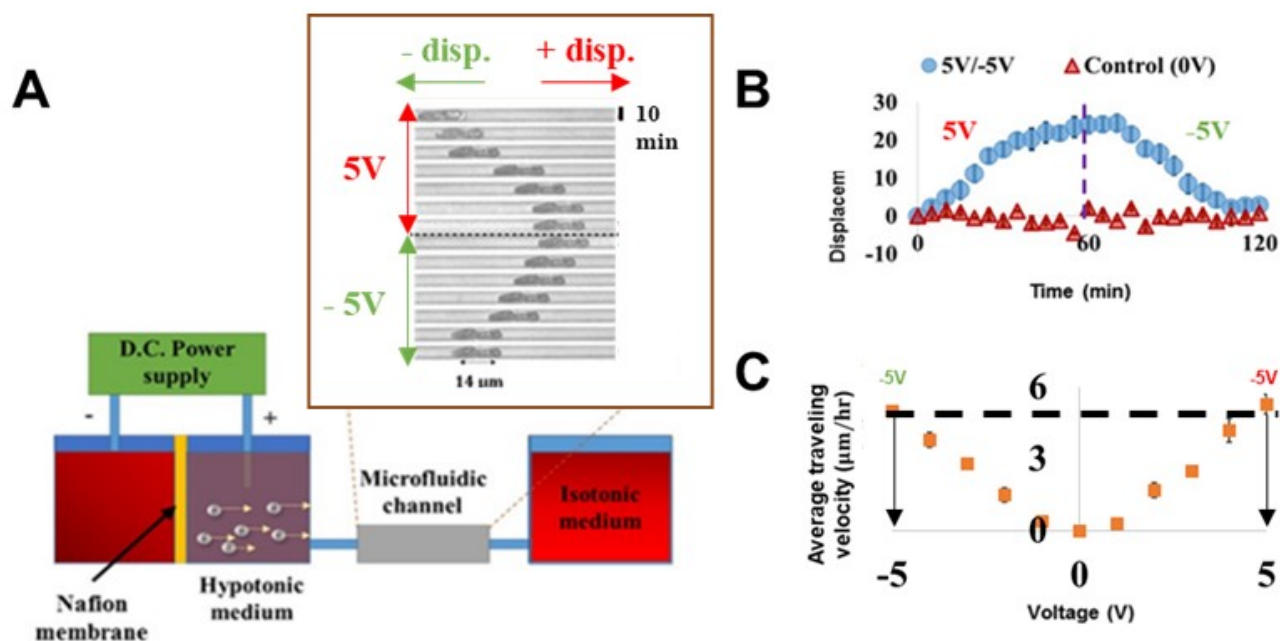 A
- disp.
+ disp.
10
min
5V
- 5V
14 µm
D.C. Power
supply
-
+
Microfluidic
channel
Isotonic
medium
Hypotonic
medium
Nafion
membrane
B
5V/-5V
Control (0V)
30
20
10
0
-10
5V
-5V
Displacem
0
60
120
Time (min)
C
-5V
-5V
6
3
0
Average traveling
velocity (µm/hr)
-5
0
5
Voltage (V)